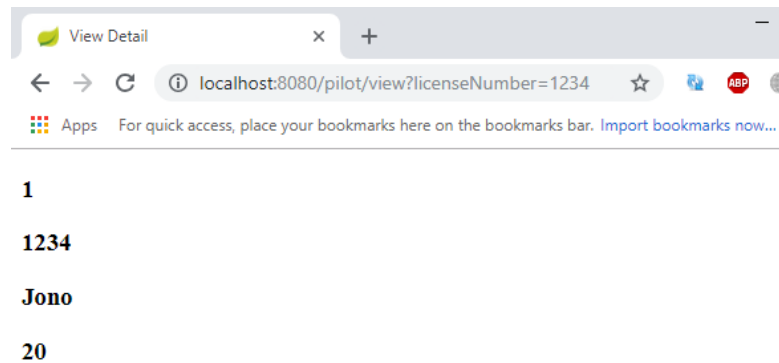 View Detail
localhost:8080/pilot/view?licenseNumber=1234
ABP
Apps For quick access, place your bookmarks here on the bookmarks bar. Import bookmarks now...
1
1234
Jono
20